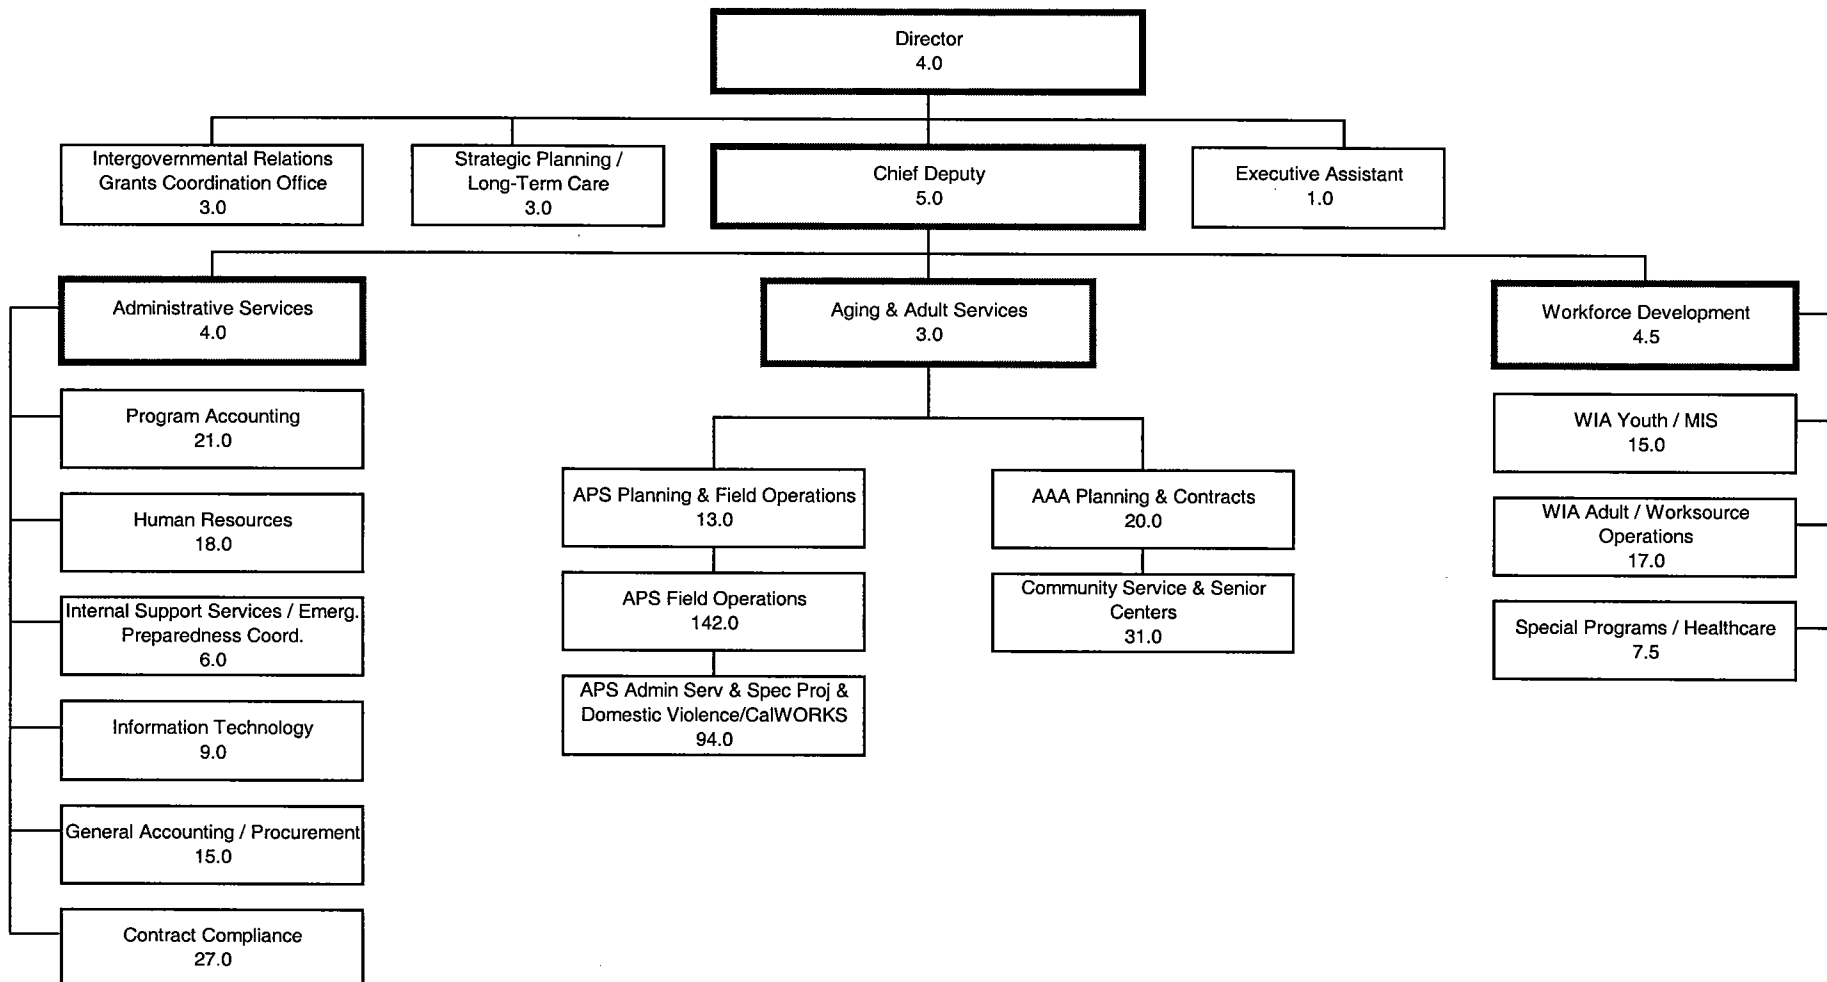 Director
4.0
Intergovernmental Relations
Grants Coordination Office
3.0
Strategic Planning /
Long-Term Care
3.0
Chief Deputy
5.0
Executive Assistant
1.0
Administrative Services
4.0
Program Accounting
21.0
Human Resources
18.0
Internal Support Services / Emerg.
Preparedness Coord.
6.0
Information Technology
9.0
General Accounting / Procurement
15.0
Contract Compliance
27.0
Aging & Adult Services
3.0
APS Planning & Field Operations
13.0
APS Field Operations
142.0
APS Admin Serv & Spec Proj &
Domestic Violence/CalWORKS
94.0
AAA Planning & Contracts
20.0
Community Service & Senior
Centers
31.0
Workforce Development
4.5
WIA Youth / MIS
15.0
WIA Adult / Worksource
Operations
17.0
Special Programs / Healthcare
7.5